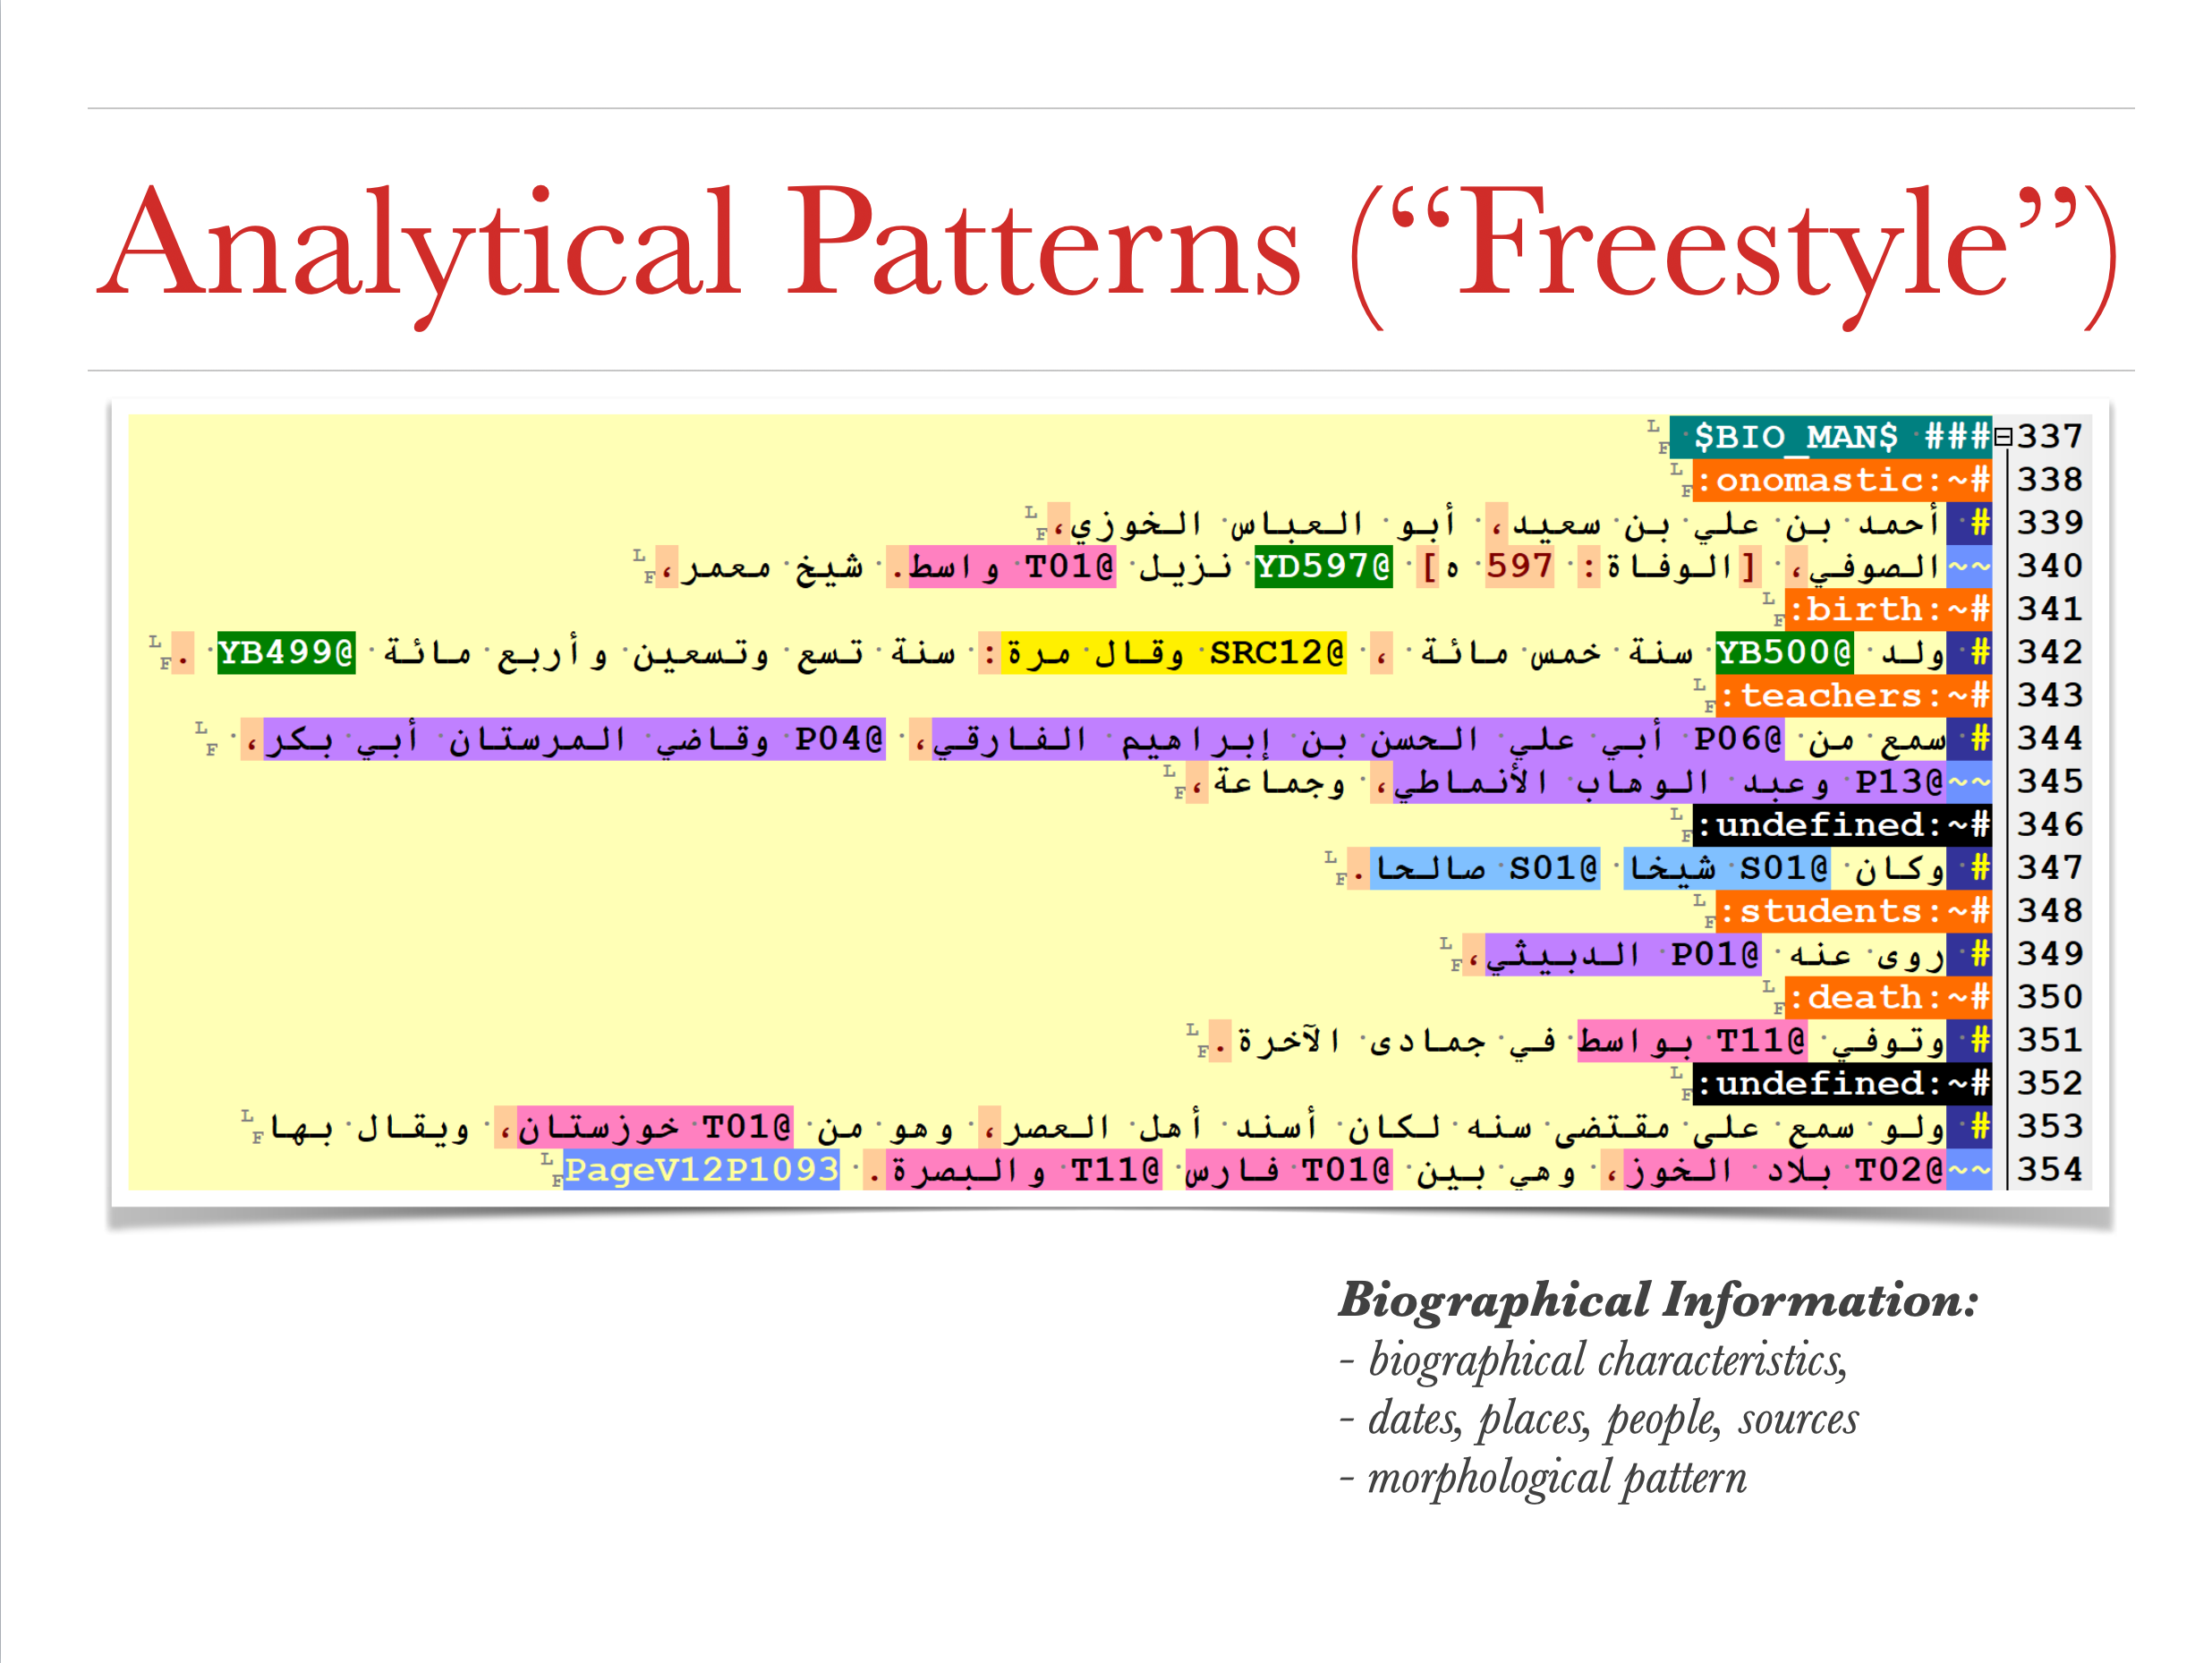 Analytical Patterns (“Freestyle”)
337 ### $BIO_MAN$
338 #~:onomastic:
339 # أحمد بن علي بن سعيد، أبو العباس الخوزي،
340 ~~الصوفي، [الوفاة: 597 ه] @YD597 نزيل @T01 واسط. شيخ معمر،
341 #~:birth:
342 # ولد @YB500 سنة خمس مائة ، @SRC12 وقال مرة: سنة تسع وتسعين وأربع مائة @YB499 .
343 #~:teachers:
344 # سمع من @P06 أبي علي الحسن بن إبراهيم الفارقي، @P04 وقاضي المرستان أبي بكر،
345 ~~@P13 وعبد الوهاب الأنماطي، وجماعة،
346 #~:undefined:
347 # وكان @S01 شيخا @S01 صالحا.
348 #~:students:
349 # روى عنه @P01 الدبيثي،
350 #~:death:
351 # وتوفي @T11 بواسط في جمادى الآخرة.
352 #~:undefined:
353 # ولو سمع على مقتضى سنه لكان أسند أهل العصر، وهو من @T01 خوزستان، ويقال بها
354 ~~@T02 بلاد الخوز، وهي بين @T01 فارس @T11 والبصرة. PageV12P1093
Biographical Information:
- biographical characteristics,
- dates, places, people, sources
- morphological pattern